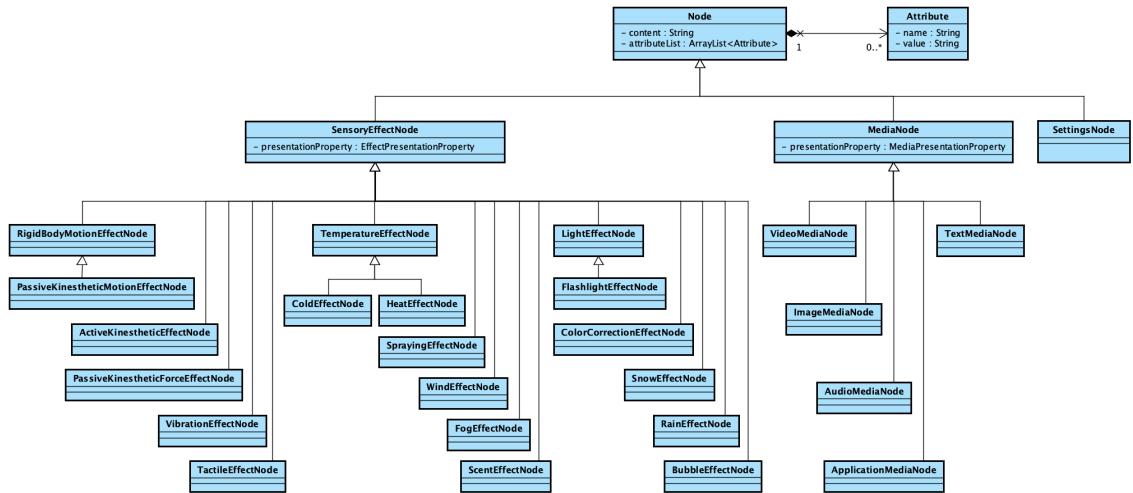 Node
– content : String
– attributeList : ArrayList<Attribute>
1
0..*
Attribute
– name : String
– value : String
SensoryEffectNode
– presentationProperty : EffectPresentationProperty
MediaNode
– presentationProperty : MediaPresentationProperty
SettingsNode
RigidBodyMotionEffectNode
TemperatureEffectNode
LightEffectNode
VideoMediaNode
TextMediaNode
PassiveKinestheticMotionEffectNode
ColdEffectNode
HeatEffectNode
FlashlightEffectNode
ImageMediaNode
ActiveKinestheticEffectNode
SprayingEffectNode
ColorCorrectionEffectNode
PassiveKinestheticForceEffectNode
WindEffectNode
SnowEffectNode
AudioMediaNode
VibrationEffectNode
FogEffectNode
RainEffectNode
TactileEffectNode
ScentEffectNode
BubbleEffectNode
ApplicationMediaNode